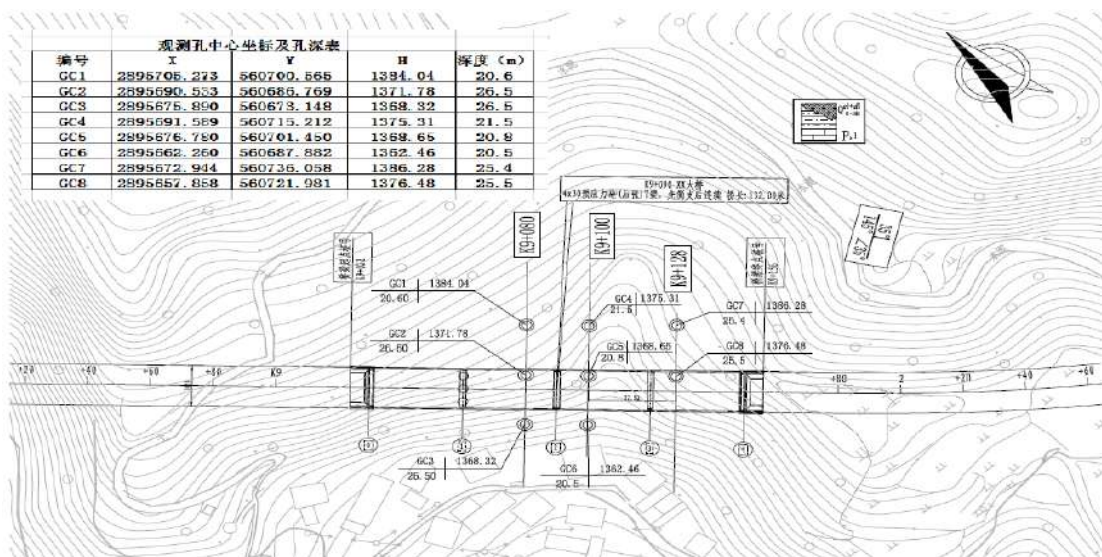 观测孔中心坐标及孔深表
编号 X Y H 深度（m）
GC1 2895705.273 560700.565 1384.04 20.6
GC2 2895690.533 560686.769 1371.78 26.5
GC3 2895675.890 560673.148 1368.32 26.5
GC4 2895691.589 560715.212 1375.31 21.5
GC5 2895676.780 560701.450 1368.65 20.8
GC6 2895662.260 560687.882 1362.46 20.5
GC7 2895672.944 560736.058 1386.28 25.4
GC8 2895657.858 560721.981 1376.48 25.5
K9+080
K9+100
K9+128
GC1 1384.04
20.60
GC4 1375.31
21.5
GC7 1386.28
25.4
GC2 1371.78
26.50
GC5 1368.65
20.8
GC8 1376.48
25.5
+20 +40 +60 +80 K9
+80 2 +20 +40 +60
GC3 1368.32
26.50
GC6 1362.46
20.5